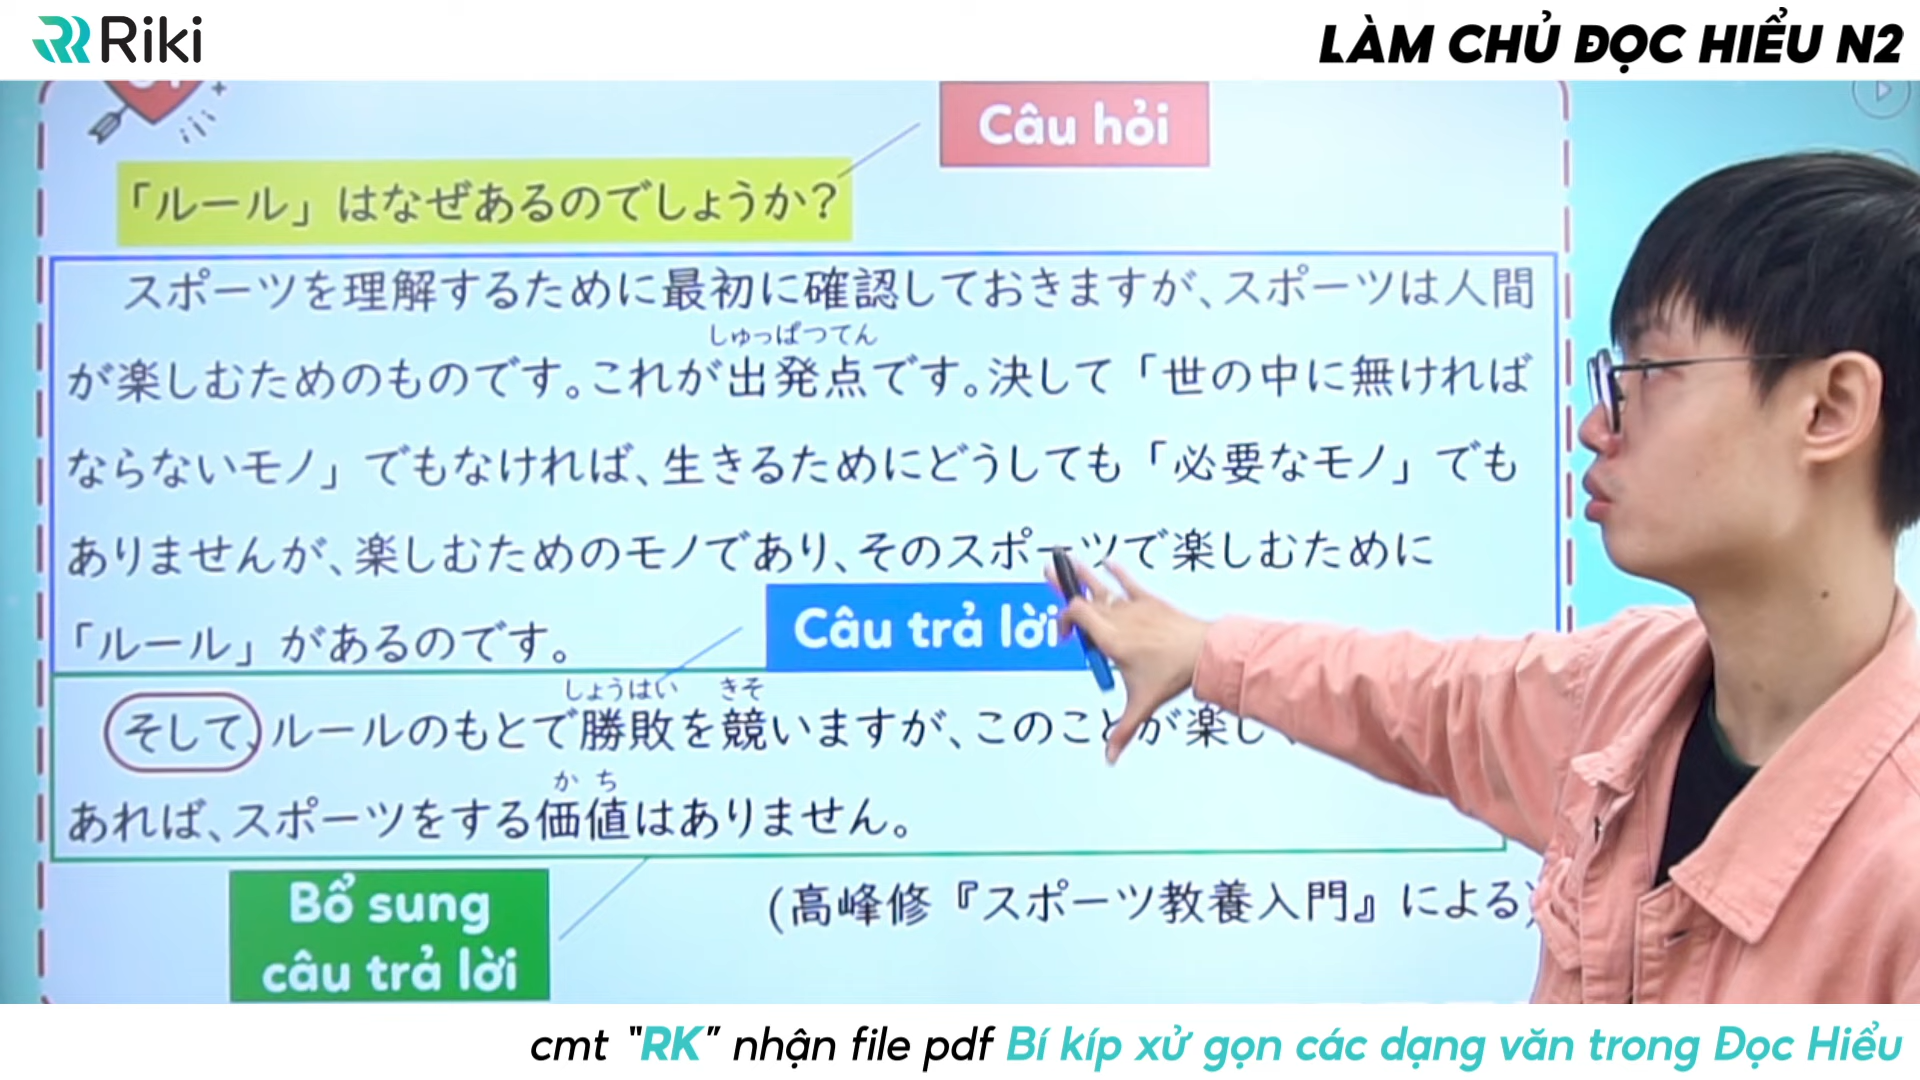 Riki
LÀM CHỦ ĐỌC HIỂU N2
Câu hỏi
「ルール」はなぜあるのでしょうか?
スポーツを理解するために最初に確認しておきますが、スポーツは人間
しゅっぱつてん
が楽しむためのものです。これが出発点です。決して「世の中に無ければ
ならないモノ」でもなければ、生きるためにどうしても「必要なモノ」でも
ありませんが、楽しむためのモノであり、そのスポーツで楽しむために
Câu trả lời
「ルール」があるのです。
しょうはい きそ
そして、ルールのもとで勝敗を競いますが、このことが楽し
かち
あれば、スポーツをする価値はありません。
Bổ sung
câu trả lời
(高峰修『スポーツ教養入門』による)
cmt "RK" nhận file pdf Bí kíp xử gọn các dạng văn trong Đọc Hiểu